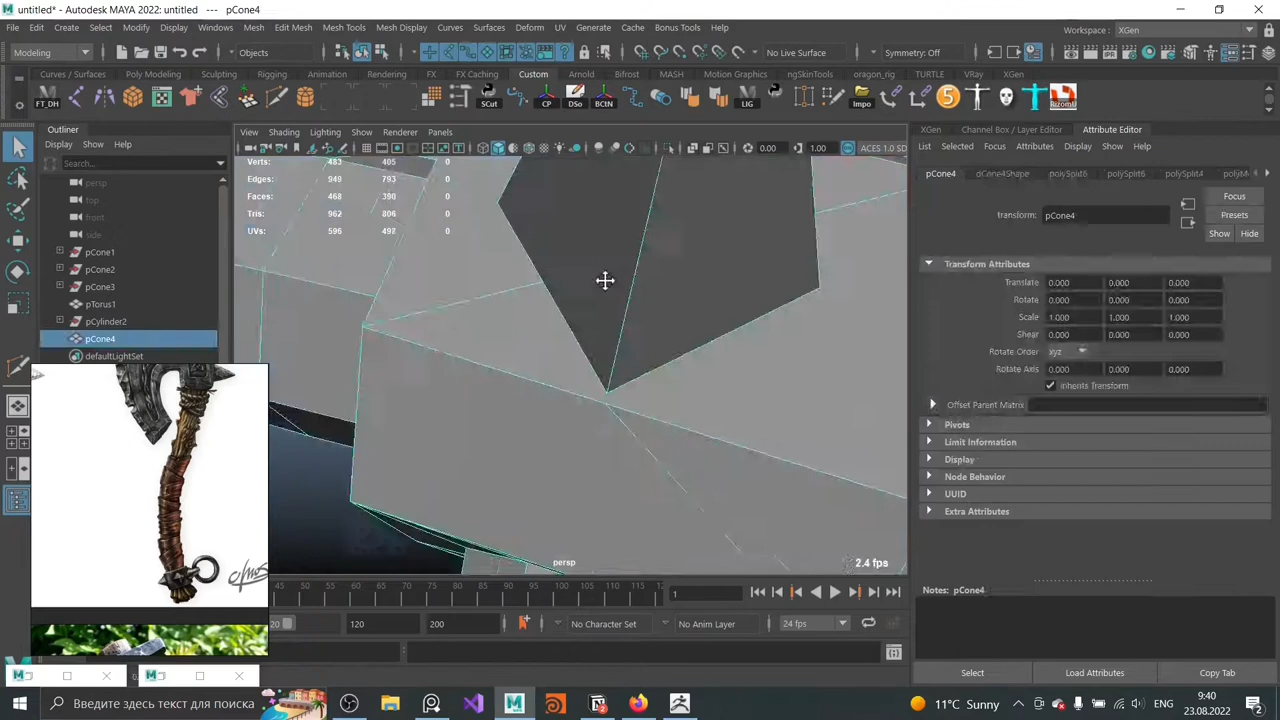 untitled* - Autodesk MAYA 2022: untitled --- pCone4
File Edit Create Select Modify Display Windows Mesh Edit Mesh Mesh Tools Mesh Display Curves Surfaces Deform UV Generate Cache Arnold Help
Workspace: XGen
Modeling Objects No Live Surface Symmetry: Off
Curves / Surfaces Poly Modeling Sculpting Rigging Animation Rendering FX FX Caching Custom Arnold Bifrost MASH Motion Graphics ngSkinTools oragon_rig TURTLE VRay XGen
FT_DH SCut CP DSo BCtN LIG Impo 5 RizomU
Outliner
Display Show Help
Search...
persp
top
front
side
pCone1
pCone2
pCone3
pTorus1
pCylinder2
pCone4
defaultLightSet
View Shading Lighting Show Renderer Panels
0.00 1.00 ACES 1.0 SD
Verts: 483 405 0
Edges: 949 793 0
Faces: 468 390 0
Tris: 962 806 0
UVs: 596 492 0
persp
2.4 fps
XGen Channel Box / Layer Editor Attribute Editor
List Selected Focus Attributes Display Show Help
pCone4 pCone4Shape polySplit6 polySplit5 polySplit4
transform: pCone4
Focus
Presets
Show Hide
Transform Attributes
Translate 0.000 0.000 0.000
Rotate 0.000 0.000 0.000
Scale 1.000 1.000 1.000
Shear 0.000 0.000 0.000
Rotate Order xyz
Rotate Axis 0.000 0.000 0.000
Inherits Transform
Offset Parent Matrix
Pivots
Limit Information
Display
Node Behavior
UUID
Extra Attributes
Notes: pCone4
Select Load Attributes Copy Tab
45 50 55 60 65 70 75 80 85 90 95 100 105 110 115 12
1
20 120 200 No Character Set No Anim Layer 24 fps
Введите здесь текст для поиска
11°C Sunny
ENG
9:40
23.08.2022
2